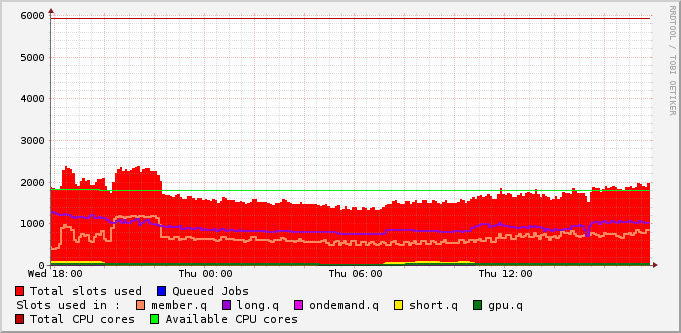 RRDTOOL / TOBI OETIKER
6000
5000
4000
3000
2000
1000
0
Wed 18:00 Thu 00:00 Thu 06:00 Thu 12:00
Total slots used Queued Jobs
Slots used in : member.q long.q ondemand.q short.q gpu.q
Total CPU cores Available CPU cores